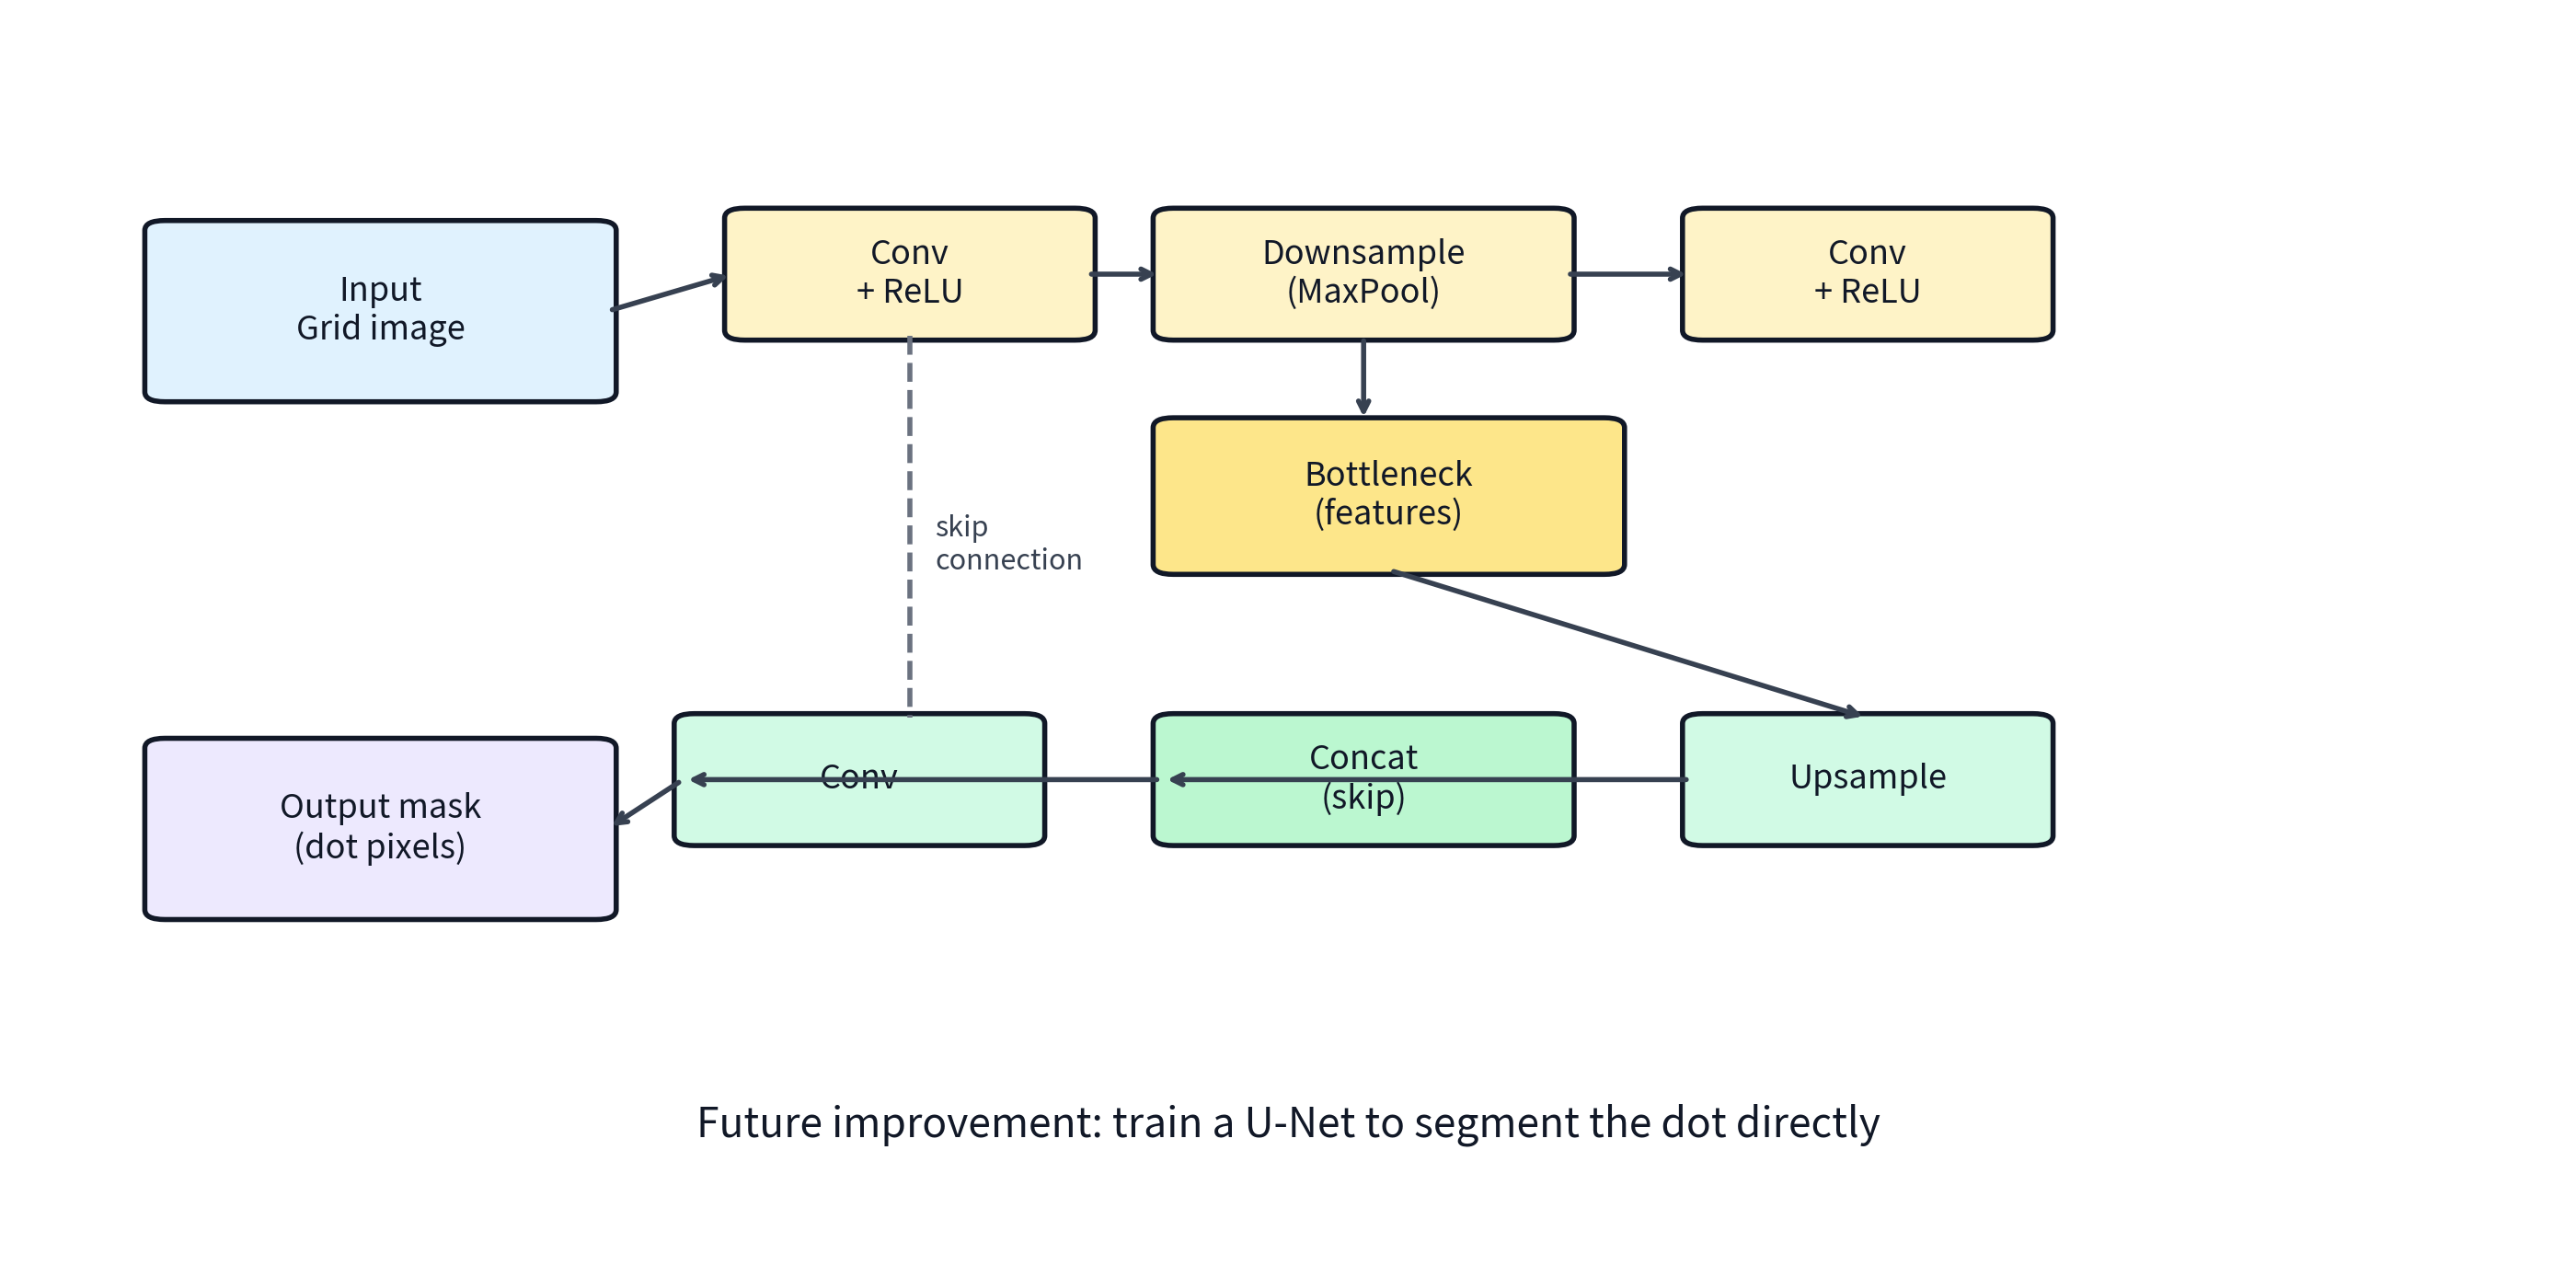 Input
Grid image
Conv
+ ReLU
Downsample
(MaxPool)
Conv
+ ReLU
Bottleneck
(features)
skip
connection
Output mask
(dot pixels)
Conv
Concat
(skip)
Upsample
Future improvement: train a U-Net to segment the dot directly